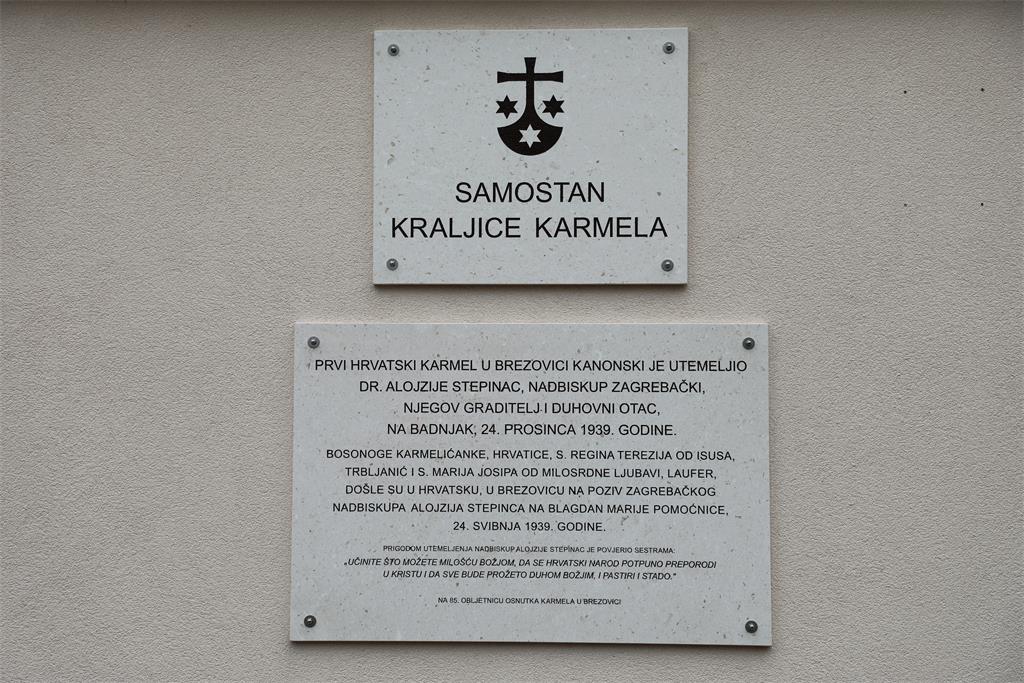 SAMOSTAN
KRALJICE KARMELA
PRVI HRVATSKI KARMEL U BREZOVICI KANONSKI JE UTEMELJIO
DR. ALOJZIJE STEPINAC, NADBISKUP ZAGREBAČKI,
NJEGOV GRADITELJ I DUHOVNI OTAC,
NA BADNJAK, 24. PROSINCA 1939. GODINE.
BOSONOGE KARMELIĆANKE, HRVATICE, S. REGINA TEREZIJA OD ISUSA,
TRBLJANIĆ I S. MARIJA JOSIPA OD MILOSRDNE LJUBAVI, LAUFER,
DOŠLE SU U HRVATSKU, U BREZOVICU NA POZIV ZAGREBAČKOG
NADBISKUPA ALOJZIJA STEPINCA NA BLAGDAN MARIJE POMOĆNICE,
24. SVIBNJA 1939. GODINE.
PRIGODOM UTEMELJENJA NADBISKUP ALOJZIJE STEPINAC JE POVJERIO SESTRAMA:
„UČINITE ŠTO MOŽETE MILOŠĆU BOŽJOM, DA SE HRVATSKI NAROD POTPUNO PREPORODI
U KRISTU I DA SVE BUDE PROŽETO DUHOM BOŽJIM, I PASTIRI I STADO.“
NA 85. OBLJETNICU OSNUTKA KARMELA U BREZOVICI